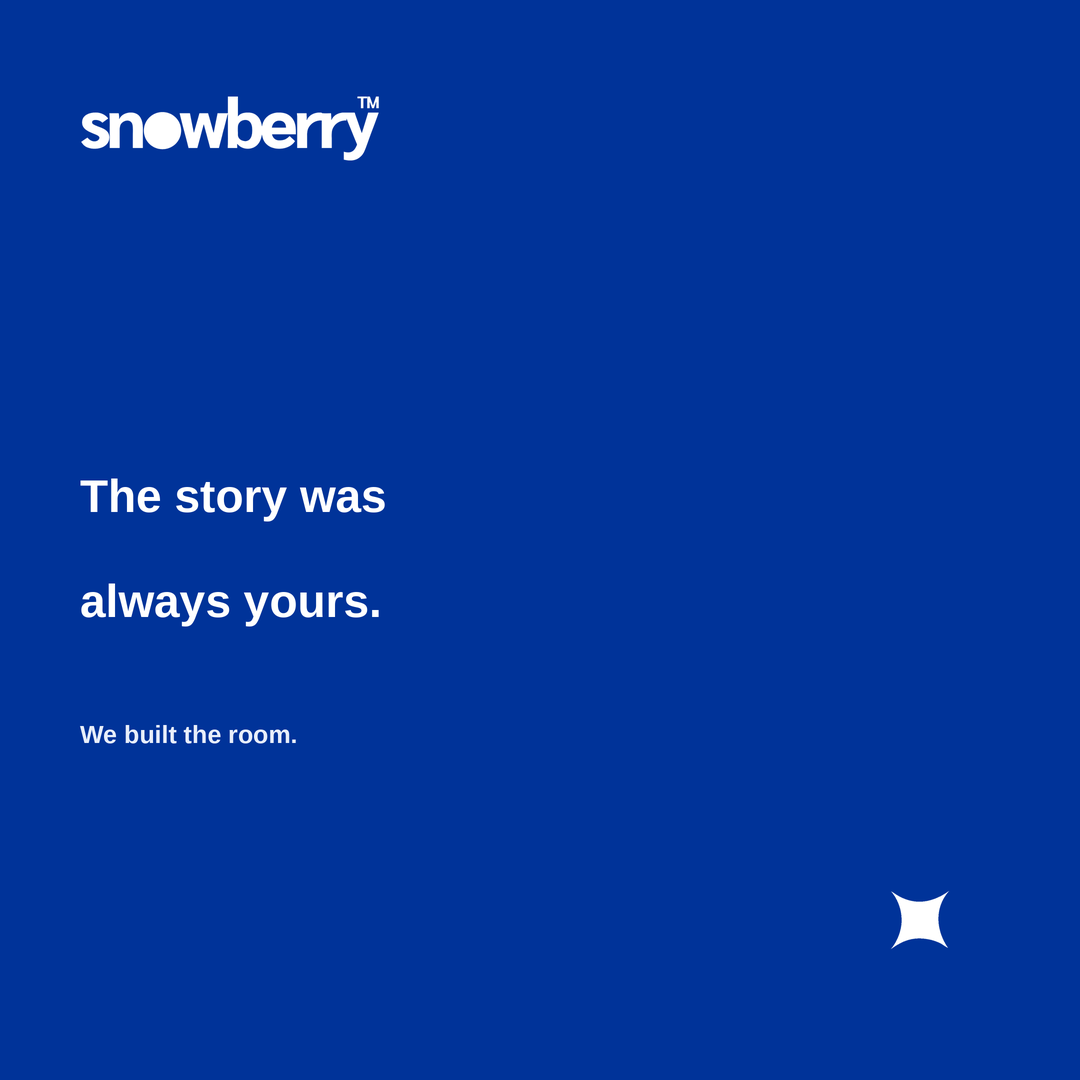 snowberry™
The story was
always yours.
We built the room.